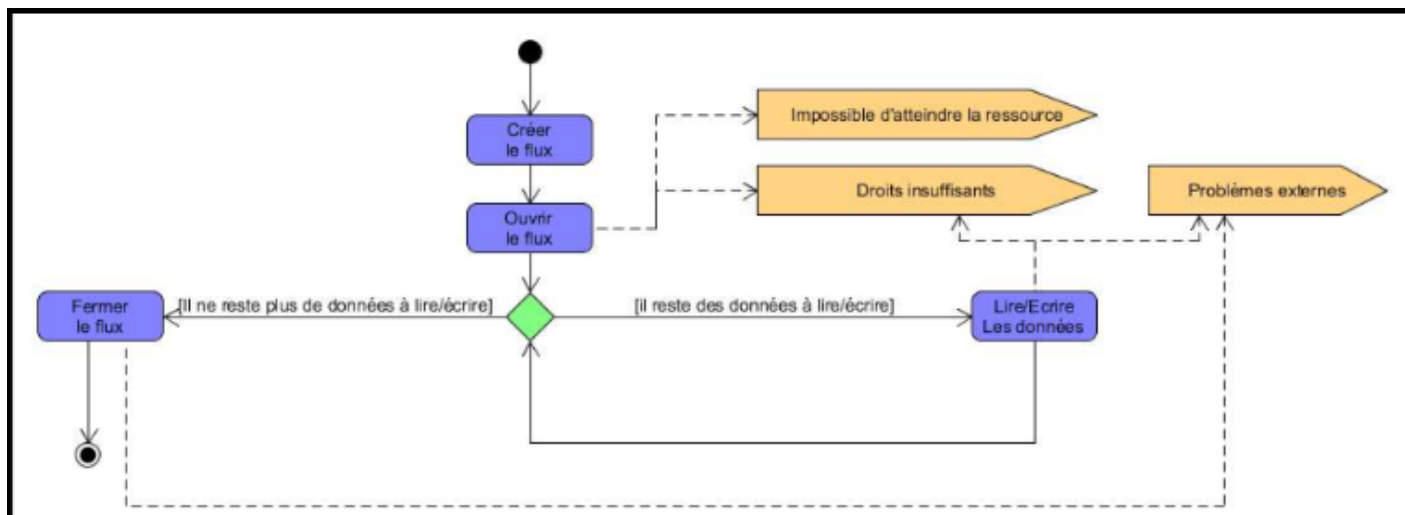 Créer
le flux
Impossible d'atteindre la ressource
Ouvrir
le flux
Droits insuffisants
Problèmes externes
Fermer
le flux
[Il ne reste plus de données à lire/écrire]
[il reste des données à lire/écrire]
Lire/Ecrire
Les données